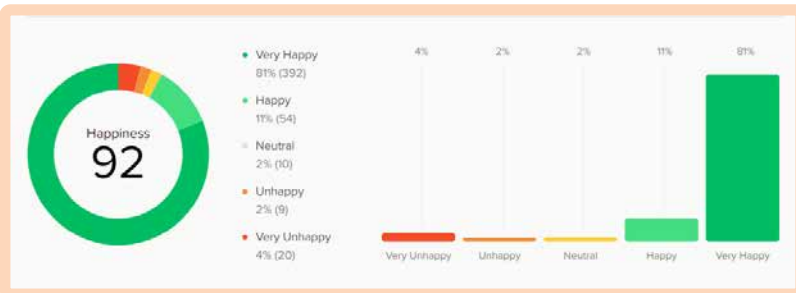 Happiness
92
Very Happy
81% (392)
Happy
11% (54)
Neutral
2% (10)
Unhappy
2% (9)
Very Unhappy
4% (20)
4% 2% 2% 11% 81%
Very Unhappy Unhappy Neutral Happy Very Happy